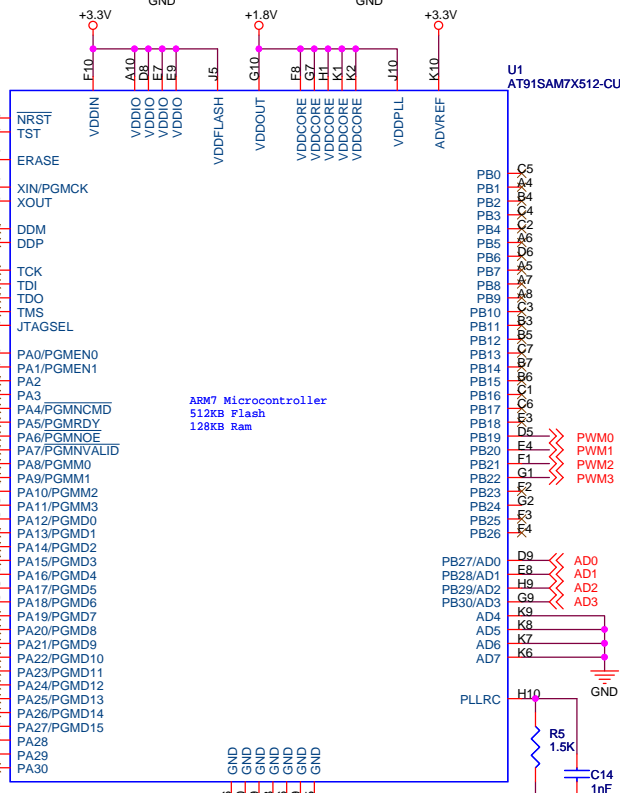 GND
GND
+3.3V
+1.8V
+3.3V
F10
A10
D8
E7
E9
J5
G10
F8
G7
H1
K1
K2
J10
K10
U1
AT91SAM7X512-CU
VDDIN
VDDIO
VDDIO
VDDIO
VDDIO
VDDFLASH
VDDOUT
VDDCORE
VDDCORE
VDDCORE
VDDCORE
VDDCORE
VDDPLL
ADVREF
NRST
TST
ERASE
XIN/PGMCK
XOUT
DDM
DDP
TCK
TDI
TDO
TMS
JTAGSEL
PA0/PGMEN0
PA1/PGMEN1
PA2
PA3
PA4/PGMNCMD
PA5/PGMRDY
PA6/PGMNOE
PA7/PGMNVALID
PA8/PGMM0
PA9/PGMM1
PA10/PGMM2
PA11/PGMM3
PA12/PGMD0
PA13/PGMD1
PA14/PGMD2
PA15/PGMD3
PA16/PGMD4
PA17/PGMD5
PA18/PGMD6
PA19/PGMD7
PA20/PGMD8
PA21/PGMD9
PA22/PGMD10
PA23/PGMD11
PA24/PGMD12
PA25/PGMD13
PA26/PGMD14
PA27/PGMD15
PA28
PA29
PA30
ARM7 Microcontroller
512KB Flash
128KB Ram
PB0 C5
PB1 A4
PB2 B4
PB3 C4
PB4 C2
PB5 A6
PB6 D6
PB7 A5
PB8 A7
PB9 A8
PB10 C3
PB11 B3
PB12 B5
PB13 C7
PB14 B7
PB15 B6
PB16 C1
PB17 C6
PB18 E3
PB19 D5 PWM0
PB20 E4 PWM1
PB21 F1 PWM2
PB22 G1 PWM3
PB23
PB24 G2
PB25 F3
PB26 F4
PB27/AD0 D9 AD0
PB28/AD1 E8 AD1
PB29/AD2 H9 AD2
PB30/AD3 G9 AD3
AD4 K9
AD5 K8
AD6 K7
AD7 K6
GND
PLLRC H10
R5
1.5K
C14
1nF
GND
GND
GND
GND
GND
GND
GND